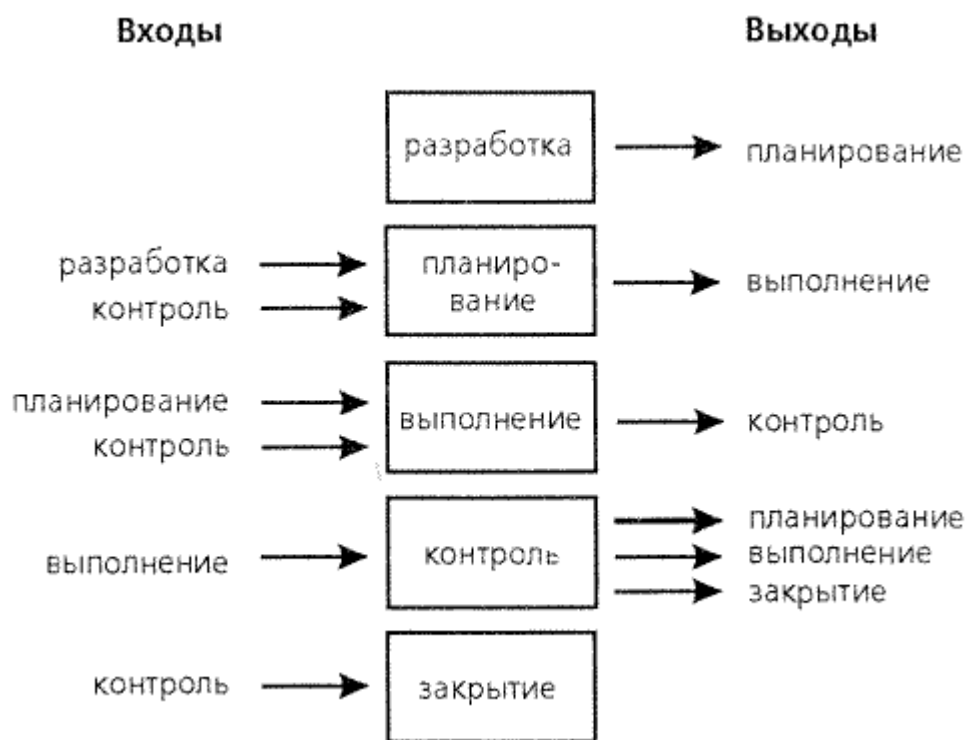 Входы
Выходы
разработка
планирование
разработка
контроль
планиро-
вание
выполнение
планирование
контроль
выполнение
контроль
выполнение
контроль
планирование
выполнение
закрытие
контроль
закрытие